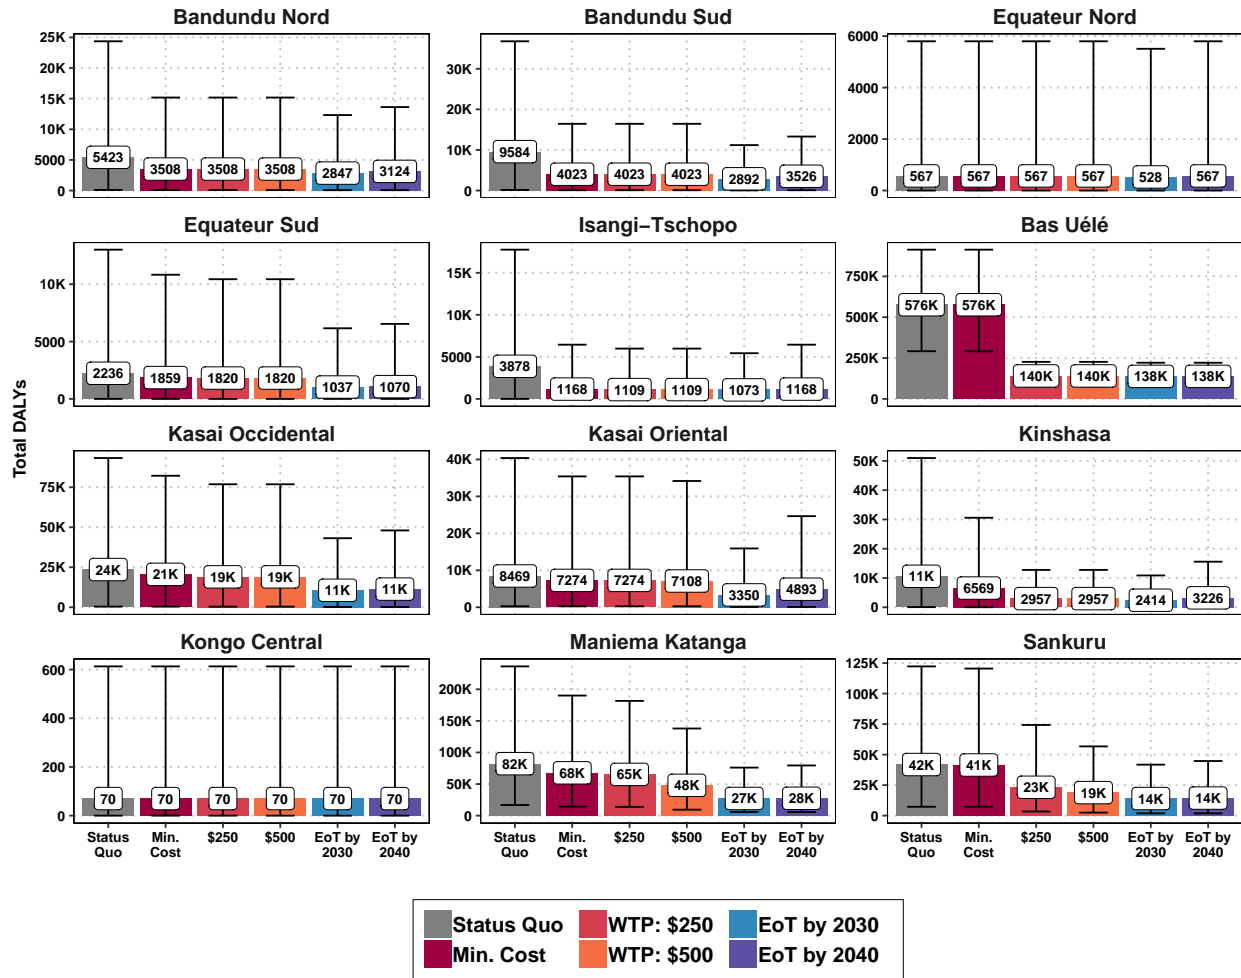 Bandundu Nord
Bandundu Sud
Equateur Nord
25K
20K
15K
10K
5000
0
5423
3508
3508
3508
2847
3124
30K
20K
10K
0
9584
4023
4023
4023
2892
3526
6000
4000
2000
0
567
567
567
567
528
567
Equateur Sud
Isangi–Tschopo
Bas Uélé
10K
5000
0
2236
1859
1820
1820
1037
1070
15K
10K
5000
0
3878
1168
1109
1109
1073
1168
750K
500K
250K
0
576K
576K
140K
140K
138K
138K
Total DALYs
Kasai Occidental
Kasai Oriental
Kinshasa
75K
50K
25K
0
24K
21K
19K
19K
11K
11K
40K
30K
20K
10K
0
8469
7274
7274
7108
3350
4893
50K
40K
30K
20K
10K
0
11K
6569
2957
2957
2414
3226
Kongo Central
Maniema Katanga
Sankuru
600
400
200
0
70
70
70
70
70
70
200K
150K
100K
50K
0
82K
68K
65K
48K
27K
28K
125K
100K
75K
50K
25K
0
42K
41K
23K
19K
14K
14K
Status Quo
Min. Cost
$250
$500
EoT by 2030
EoT by 2040
Status Quo
Min. Cost
$250
$500
EoT by 2030
EoT by 2040
Status Quo
Min. Cost
$250
$500
EoT by 2030
EoT by 2040
Status Quo
WTP: $250
EoT by 2030
Min. Cost
WTP: $500
EoT by 2040